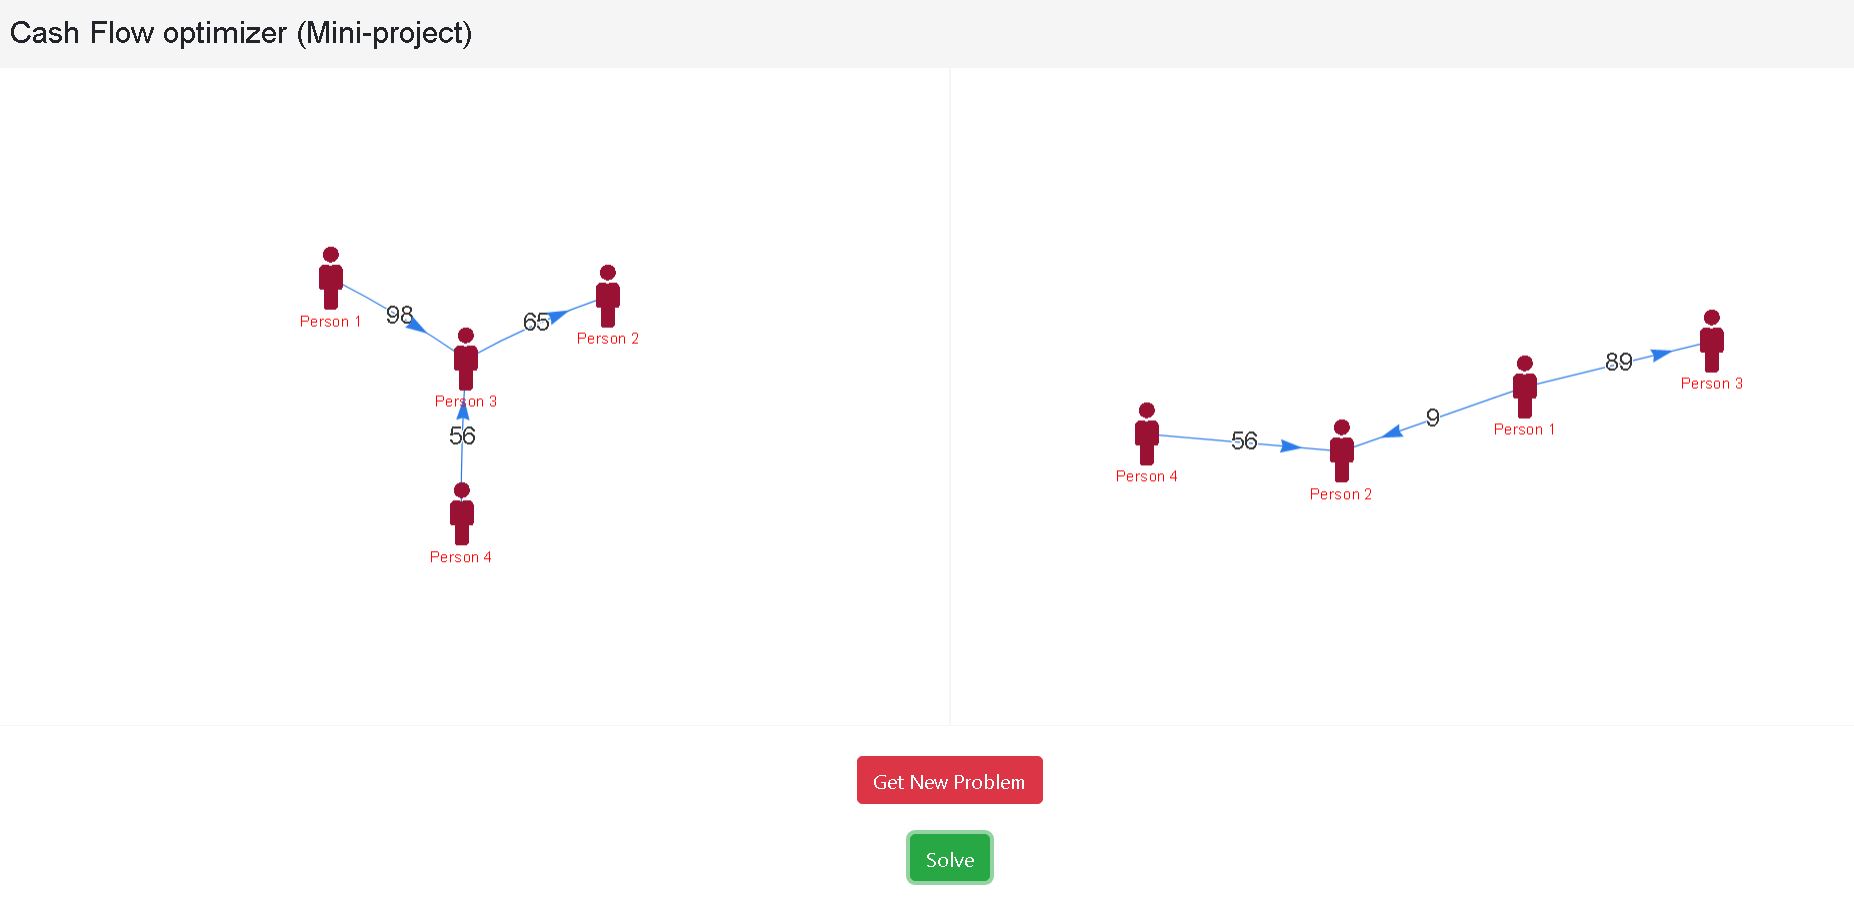 Cash Flow optimizer (Mini-project)
98
Person 1
65
Person 2
Person 3
56
Person 4
89
Person 3
9
Person 1
56
Person 4
Person 2
Get New Problem
Solve